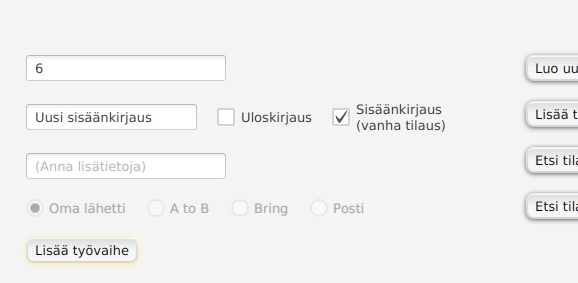 6
Luo uu
Uusi sisäänkirjaus
Uloskirjaus
Sisäänkirjaus
(vanha tilaus)
Lisää t
(Anna lisätietoja)
Etsi tila
Oma lähetti
A to B
Bring
Posti
Etsi tila
Lisää työvaihe